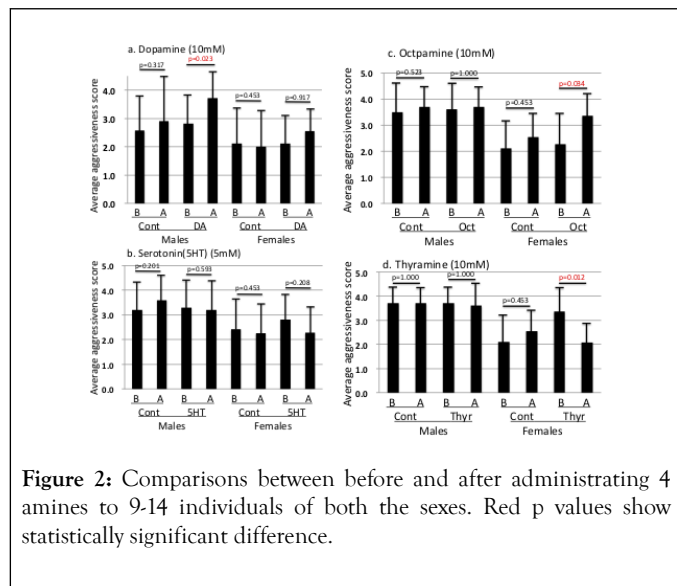 a. Dopamine (10mM)
p=0.317 p=0.023 p=0.453 p=0.917
Average aggressiveness score
4.0
3.0
2.0
1.0
0.0
B A B A B A B A
Cont DA Cont DA
Males Females
b. Serotonin(5HT) (5mM)
p=0.201 p=0.593 p=0.453 p=0.208
Average aggressiveness score
5.0
4.0
3.0
2.0
1.0
0.0
B A B A B A B A
Cont 5HT Cont 5HT
Males Females
c. Octpamine (10mM)
p=0.523 p=1.000 p=0.453 p=0.034
Average aggressiveness score
5.0
4.0
3.0
2.0
1.0
0.0
B A B A B A B A
Cont Oct Cont Oct
Males Females
d. Thyramine (10mM)
p=1.000 p=1.000 p=0.453 p=0.012
Average aggressiveness score
5.0
4.0
3.0
2.0
1.0
0.0
B A B A B A B A
Cont Thyr Cont Thyr
Males Females
Figure 2: Comparisons between before and after administrating 4
amines to 9-14 individuals of both the sexes. Red p values show
statistically significant difference.